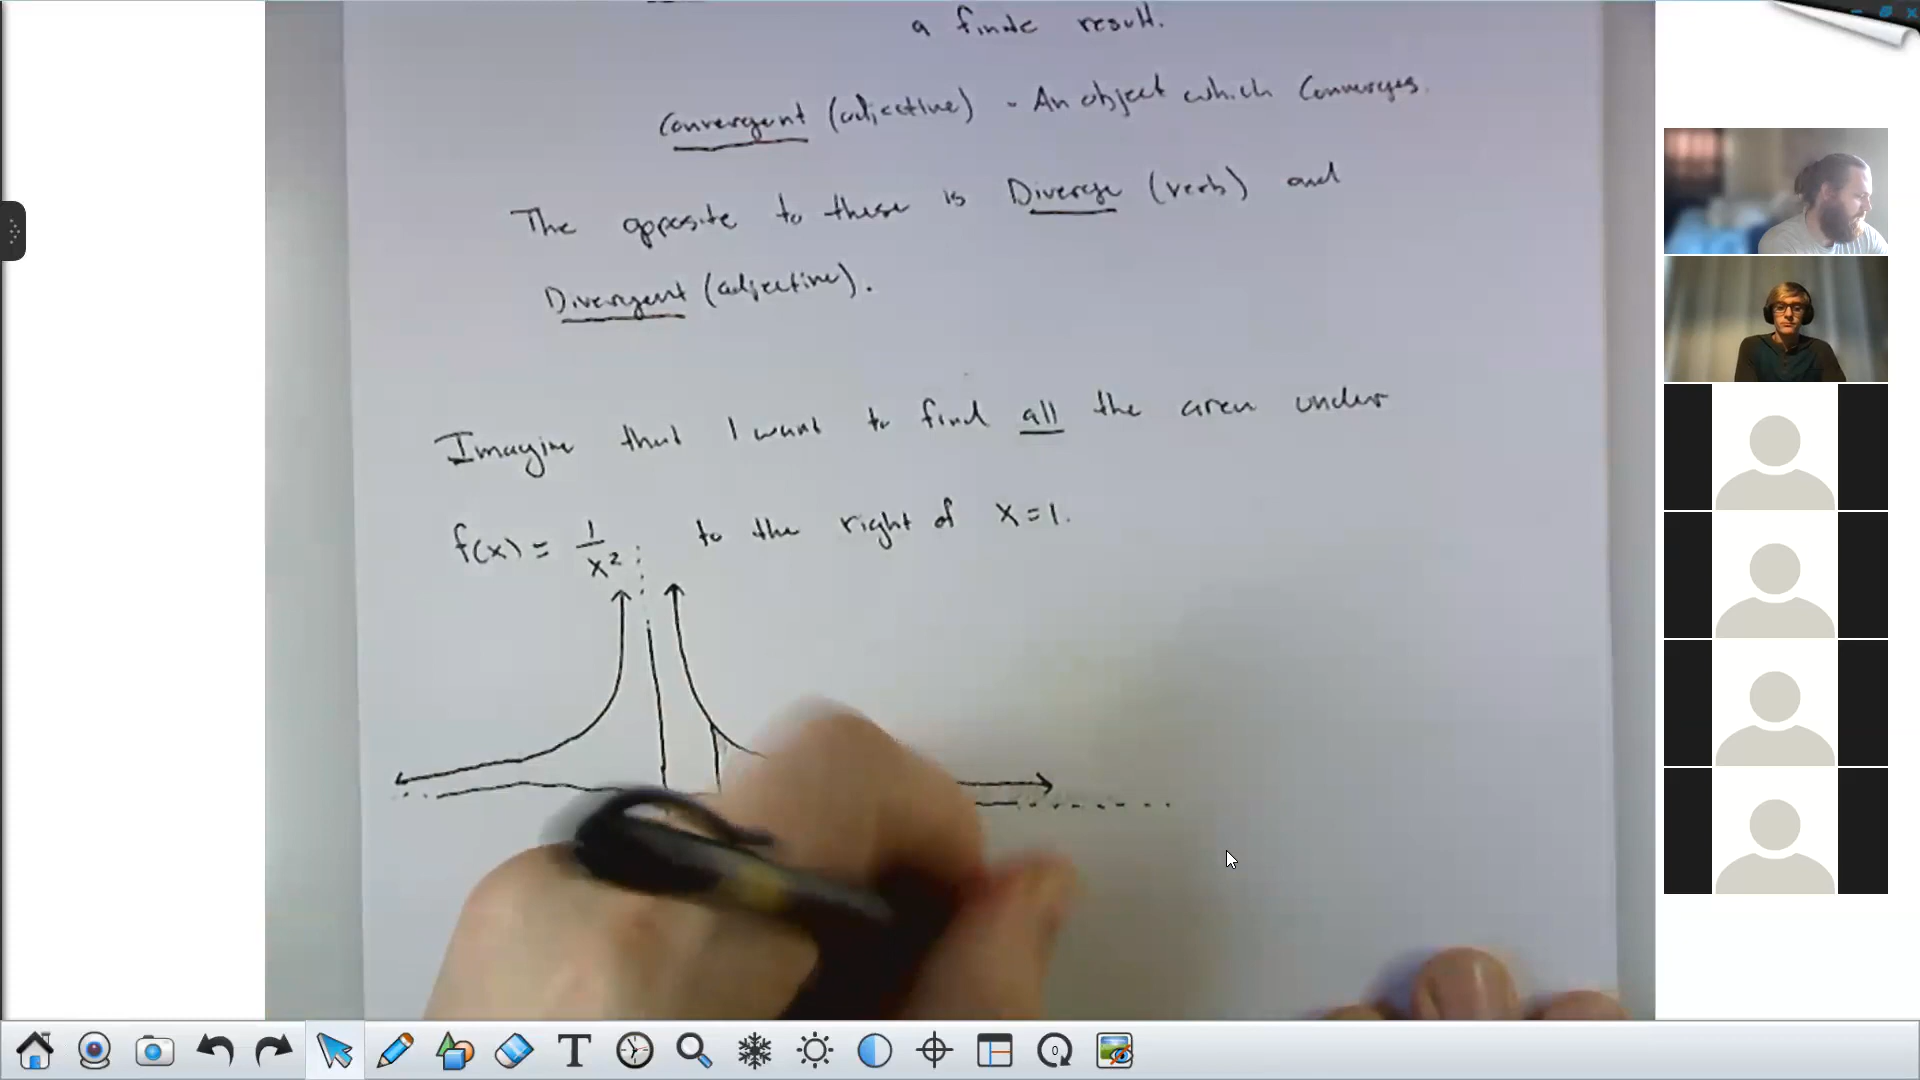 a finite result.
Convergent (adjective) - An object which Converges.
The opposite to these is Diverge (verb) and
Divergent (adjective).
Imagine that I want to find all the area under
f(x) = 1/x² to the right of x=1.
T
0